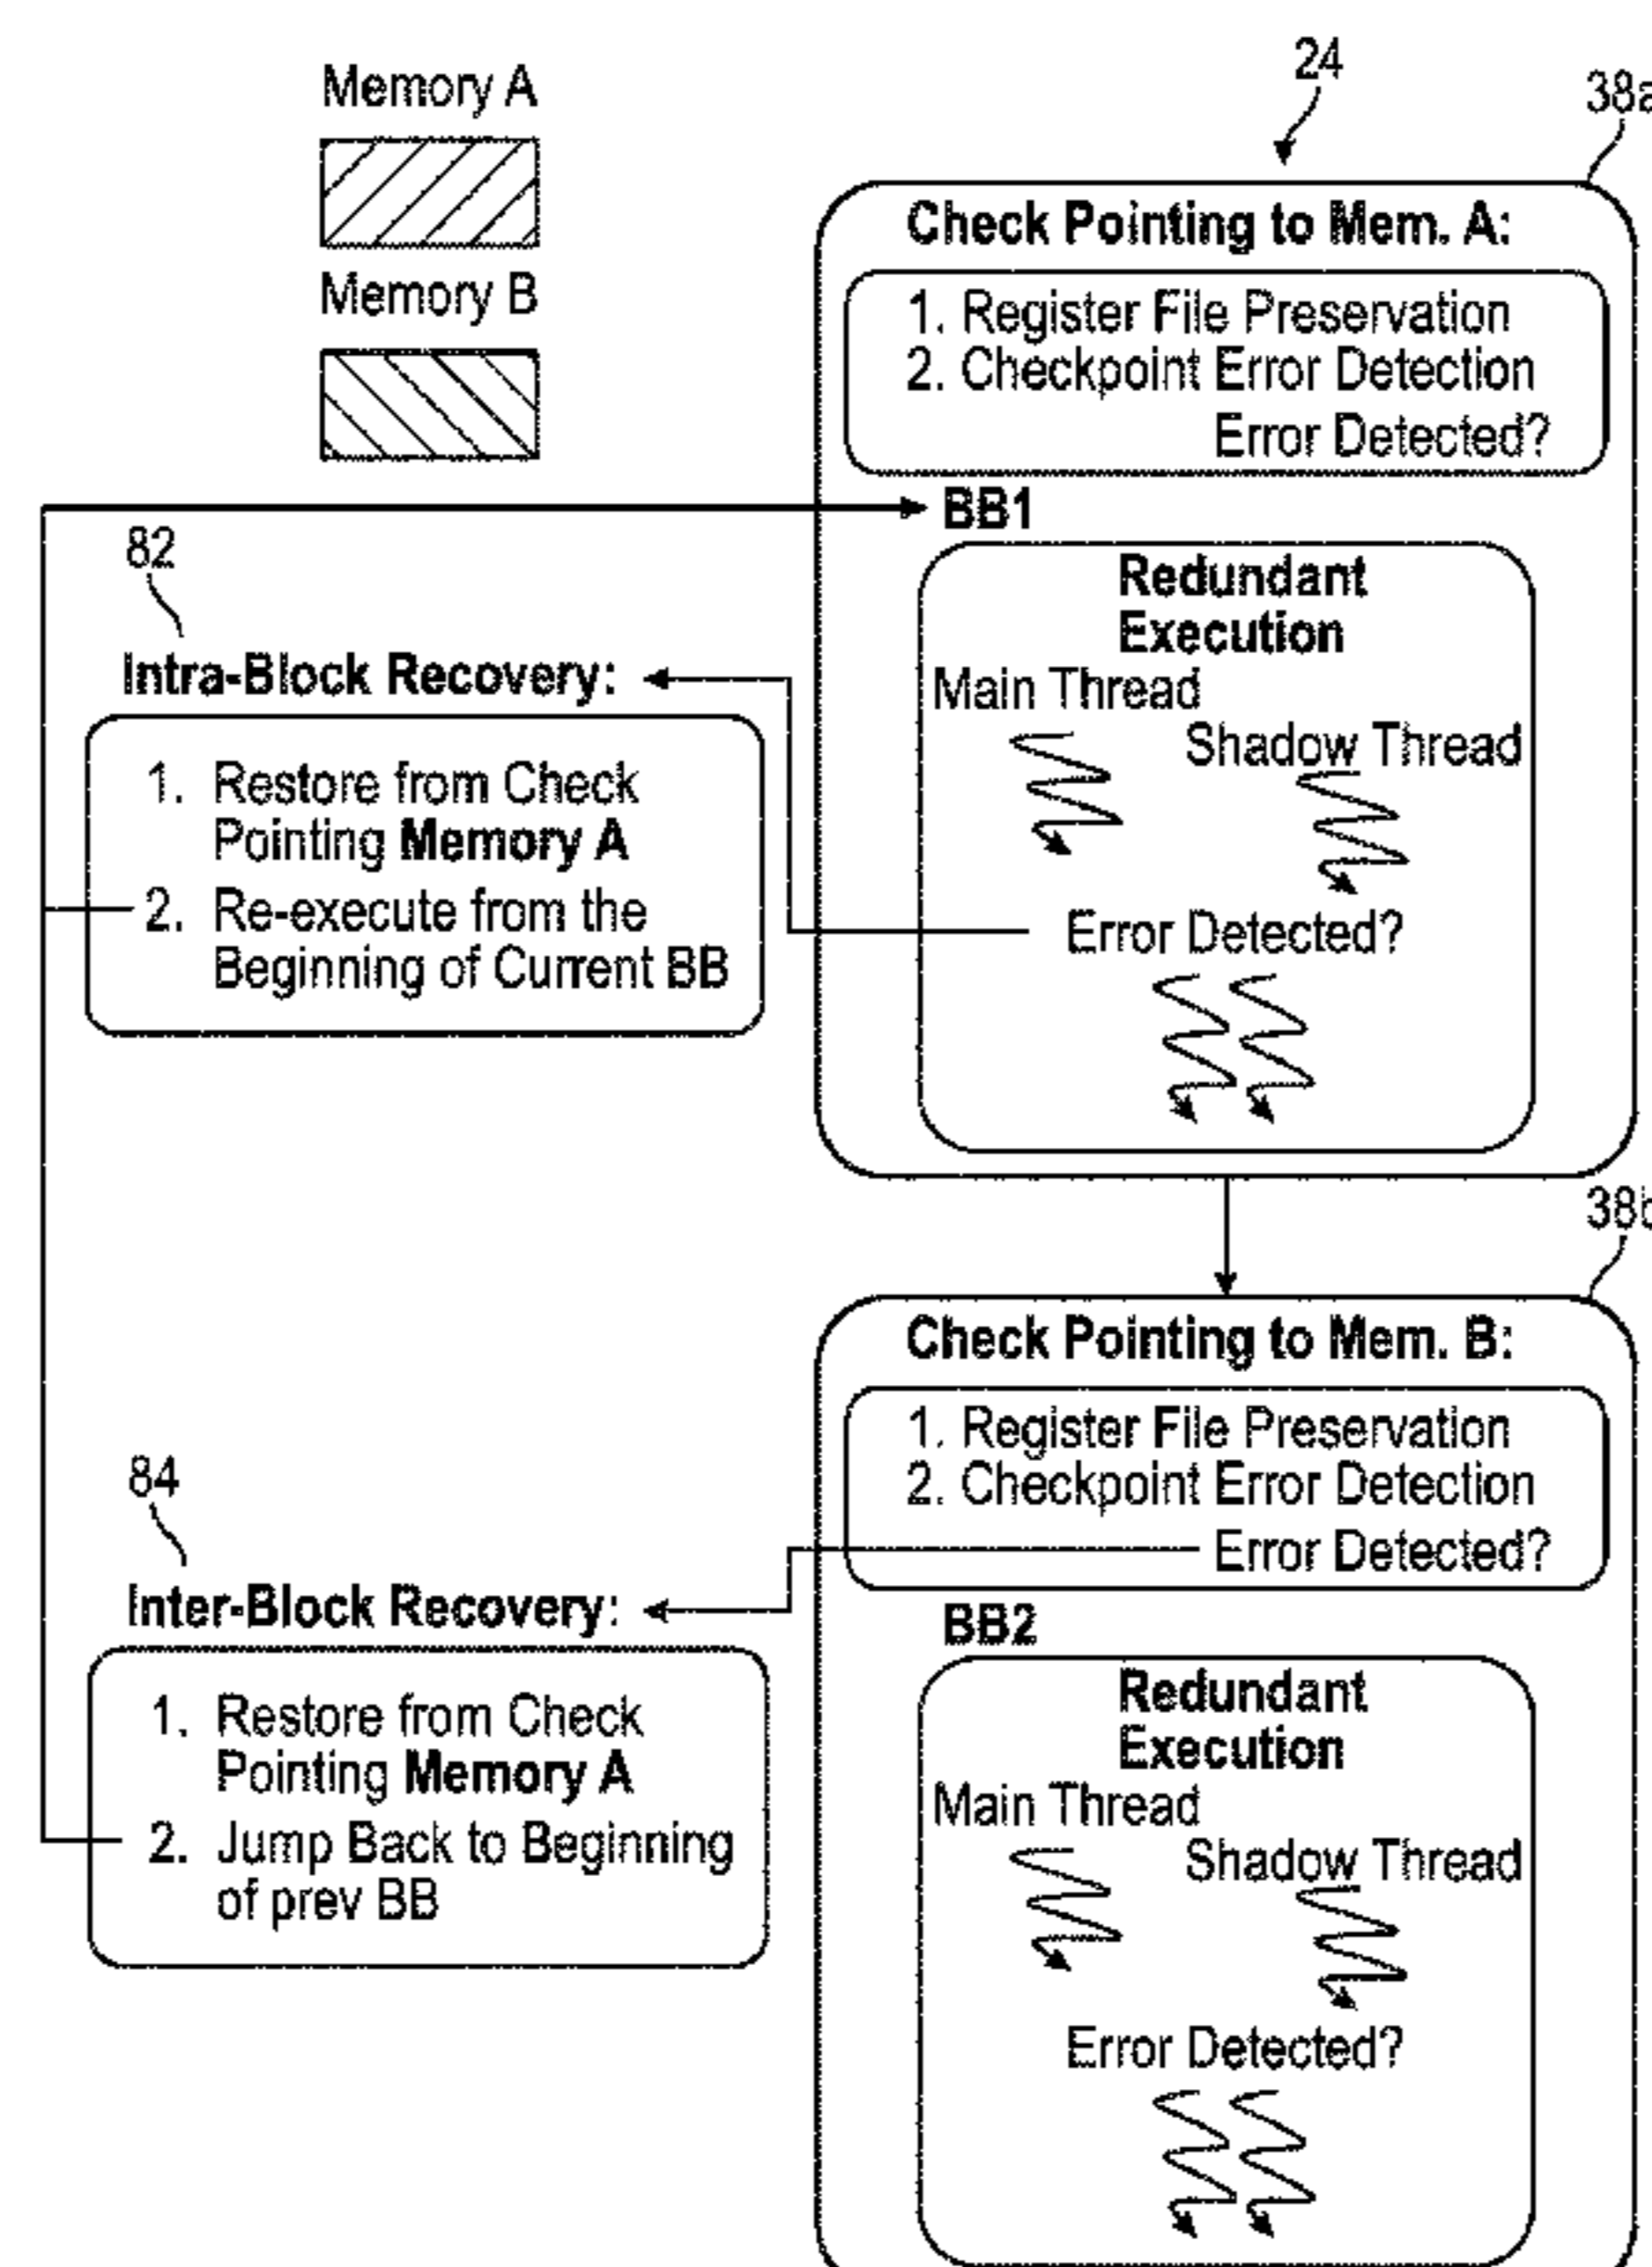 Memory A
Memory B
24
38a
Check Pointing to Mem. A:
1. Register File Preservation
2. Checkpoint Error Detection
Error Detected?
BB1
Redundant
Execution
Main Thread
Shadow Thread
Error Detected?
82
Intra-Block Recovery:
1. Restore from Check
Pointing Memory A
2. Re-execute from the
Beginning of Current BB
38b
Check Pointing to Mem. B:
1. Register File Preservation
2. Checkpoint Error Detection
Error Detected?
BB2
Redundant
Execution
Main Thread
Shadow Thread
Error Detected?
84
Inter-Block Recovery:
1. Restore from Check
Pointing Memory A
2. Jump Back to Beginning
of prev BB